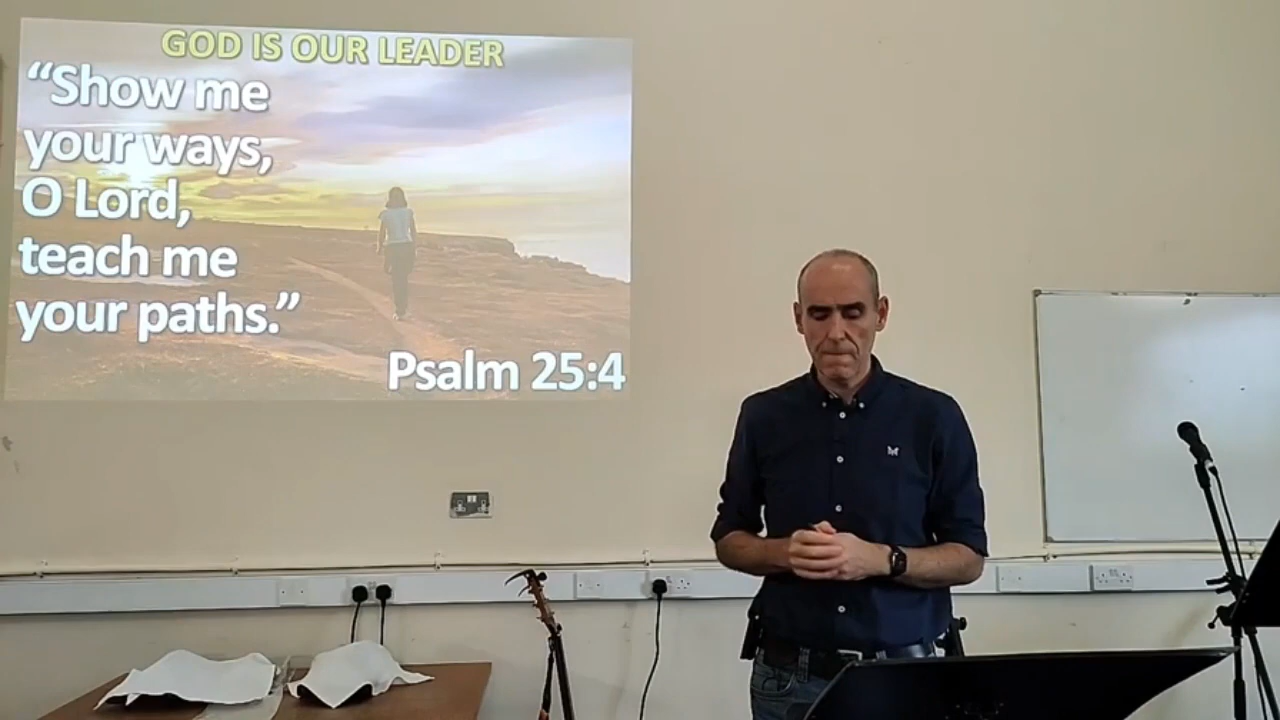 GOD IS OUR LEADER
“Show me
your ways,
O Lord,
teach me
your paths.”
Psalm 25:4